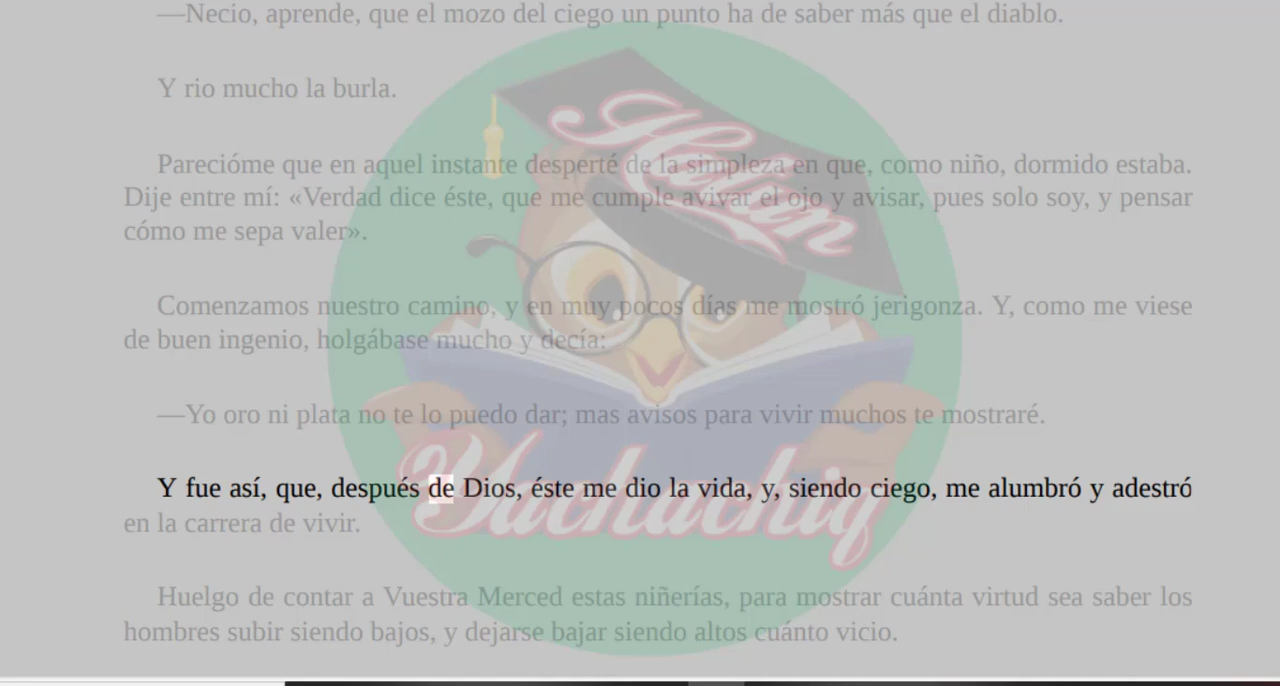 —Necio, aprende, que el mozo del ciego un punto ha de saber más que el diablo.
Y rio mucho la burla.
Parecióme que en aquel instante desperté de la simpleza en que, como niño, dormido estaba.
Dije entre mí: «Verdad dice éste, que me cumple avivar el ojo y avisar, pues solo soy, y pensar
cómo me sepa valer».
Comenzamos nuestro camino, y en muy pocos días me mostró jerigonza. Y, como me viese
de buen ingenio, holgábase mucho y decía:
—Yo oro ni plata no te lo puedo dar; mas avisos para vivir muchos te mostraré.
Y fue así, que, después de Dios, éste me dio la vida, y, siendo ciego, me alumbró y adestró
en la carrera de vivir.
Huelgo de contar a Vuestra Merced estas niñerías, para mostrar cuánta virtud sea saber los
hombres subir siendo bajos, y dejarse bajar siendo altos cuánto vicio.
Yachachiq